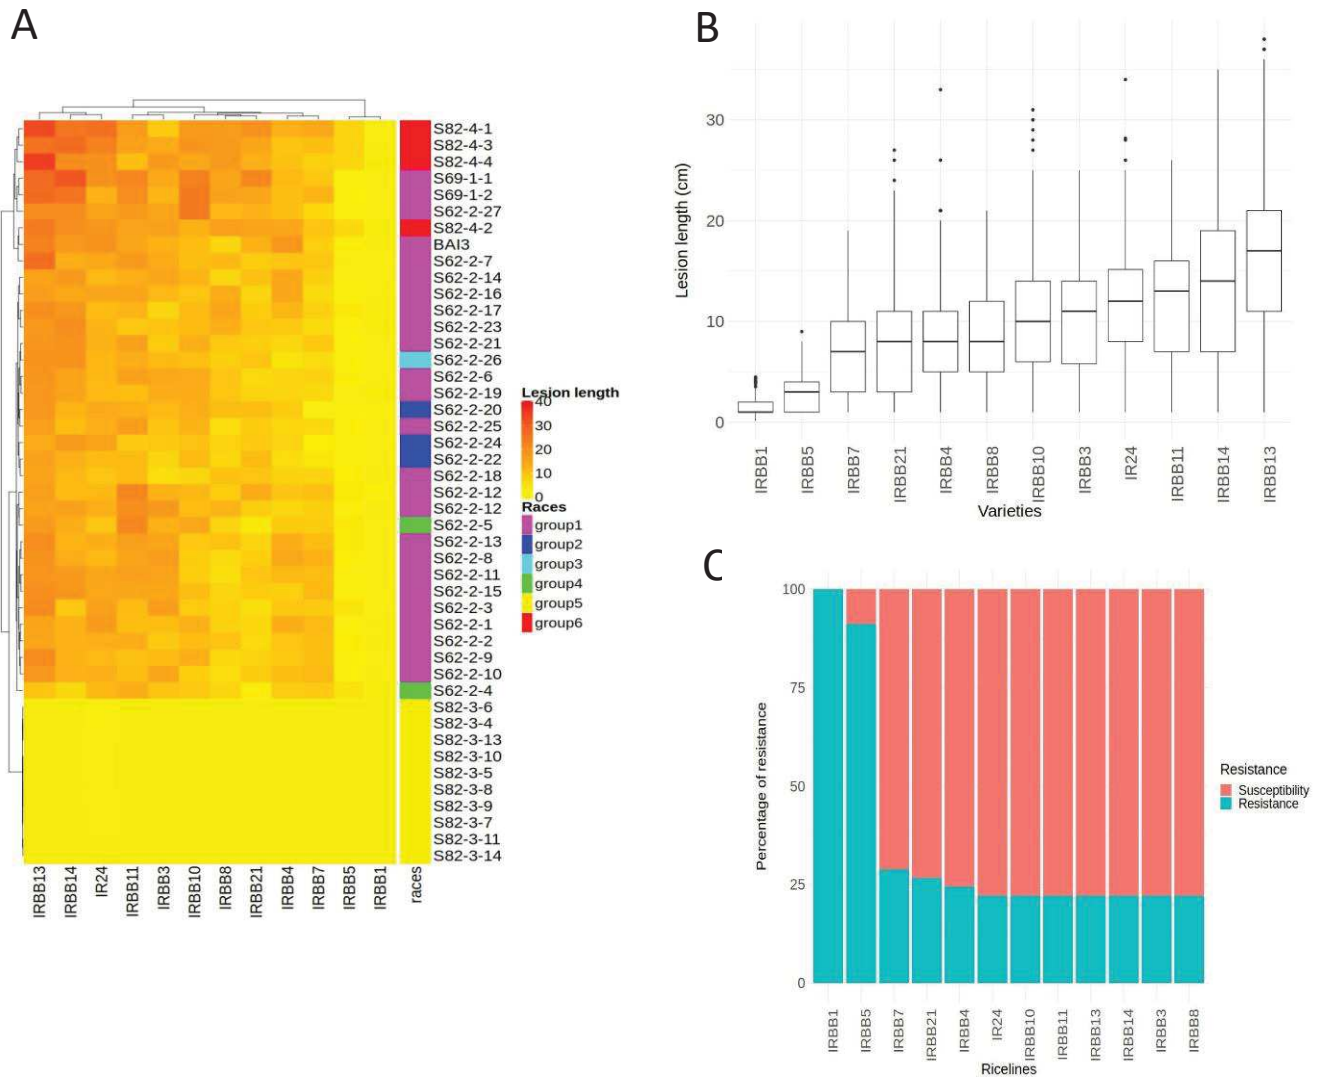 A
S82-4-1
S82-4-3
S82-4-4
S69-1-1
S69-1-2
S62-2-27
S82-4-2
BAI3
S62-2-7
S62-2-14
S62-2-16
S62-2-17
S62-2-23
S62-2-21
S62-2-26
S62-2-6
S62-2-19
S62-2-20
S62-2-25
S62-2-24
S62-2-22
S62-2-18
S62-2-12
S62-2-12
S62-2-5
S62-2-13
S62-2-8
S62-2-11
S62-2-15
S62-2-3
S62-2-1
S62-2-2
S62-2-9
S62-2-10
S62-2-4
S82-3-6
S82-3-4
S82-3-13
S82-3-10
S82-3-5
S82-3-8
S82-3-9
S82-3-7
S82-3-11
S82-3-14
IRBB13 IRBB14 IR24 IRBB11 IRBB3 IRBB10 IRBB8 IRBB21 IRBB4 IRBB7 IRBB5 IRBB1 races
Lesion length
40
30
20
10
0
Races
group1
group2
group3
group4
group5
group6
B
Lesion length (cm)
30
20
10
0
IRBB1 IRBB5 IRBB7 IRBB21 IRBB4 IRBB8 IRBB10 IRBB3 IR24 IRBB11 IRBB14 IRBB13
Varieties
C
Percentage of resistance
100
75
50
25
0
IRBB1 IRBB5 IRBB7 IRBB21 IRBB4 IR24 IRBB10 IRBB11 IRBB13 IRBB14 IRBB3 IRBB8
Ricelines
Resistance
Susceptibility
Resistance